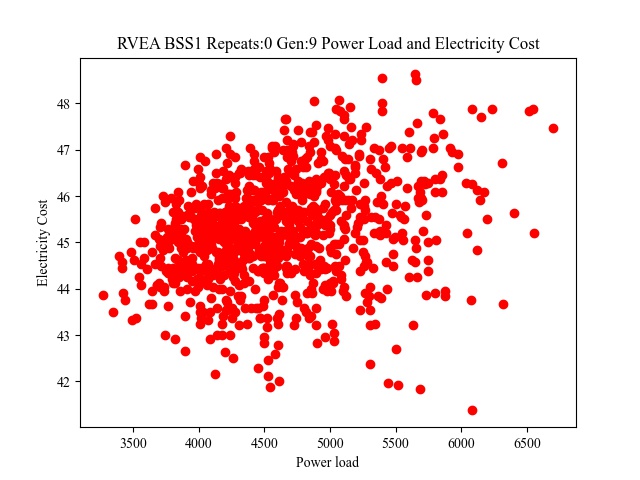 RVEA BSS1 Repeats:0 Gen:9 Power Load and Electricity Cost
48
47
46
45
44
43
42
Electricity Cost
3500 4000 4500 5000 5500 6000 6500
Power load